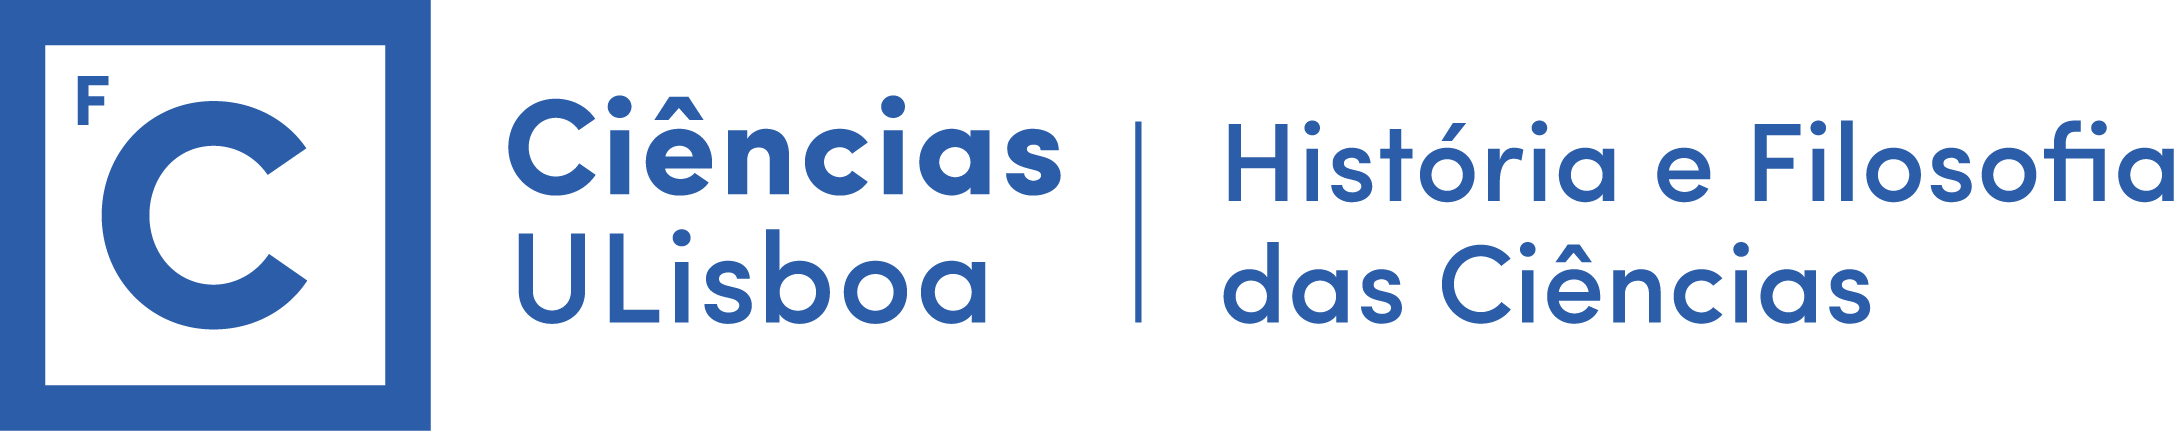 F
C
Ciências
ULisboa
História e Filosofia
das Ciências